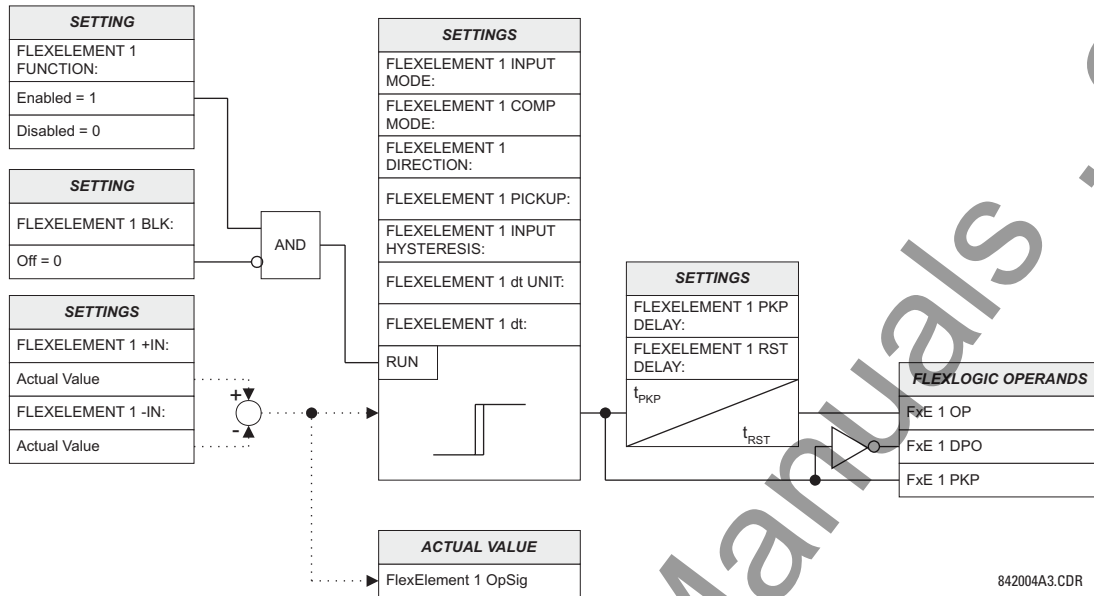 SETTING
FLEXELEMENT 1
FUNCTION:
Enabled = 1
Disabled = 0
SETTING
FLEXELEMENT 1 BLK:
Off = 0
SETTINGS
FLEXELEMENT 1 +IN:
Actual Value
FLEXELEMENT 1 -IN:
Actual Value
AND
+
-
SETTINGS
FLEXELEMENT 1 INPUT
MODE:
FLEXELEMENT 1 COMP
MODE:
FLEXELEMENT 1
DIRECTION:
FLEXELEMENT 1 PICKUP:
FLEXELEMENT 1 INPUT
HYSTERESIS:
FLEXELEMENT 1 dt UNIT:
FLEXELEMENT 1 dt:
RUN
ACTUAL VALUE
FlexElement 1 OpSig
SETTINGS
FLEXELEMENT 1 PKP
DELAY:
FLEXELEMENT 1 RST
DELAY:
tPKP
tRST
FLEXLOGIC OPERANDS
FxE 1 OP
FxE 1 DPO
FxE 1 PKP
842004A3.CDR
Manuals